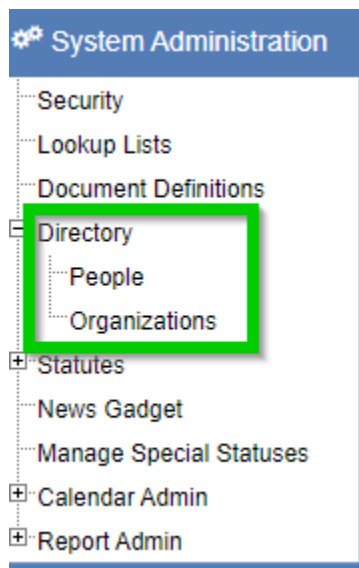 System Administration
Security
Lookup Lists
Document Definitions
Directory
People
Organizations
Statutes
News Gadget
Manage Special Statuses
Calendar Admin
Report Admin